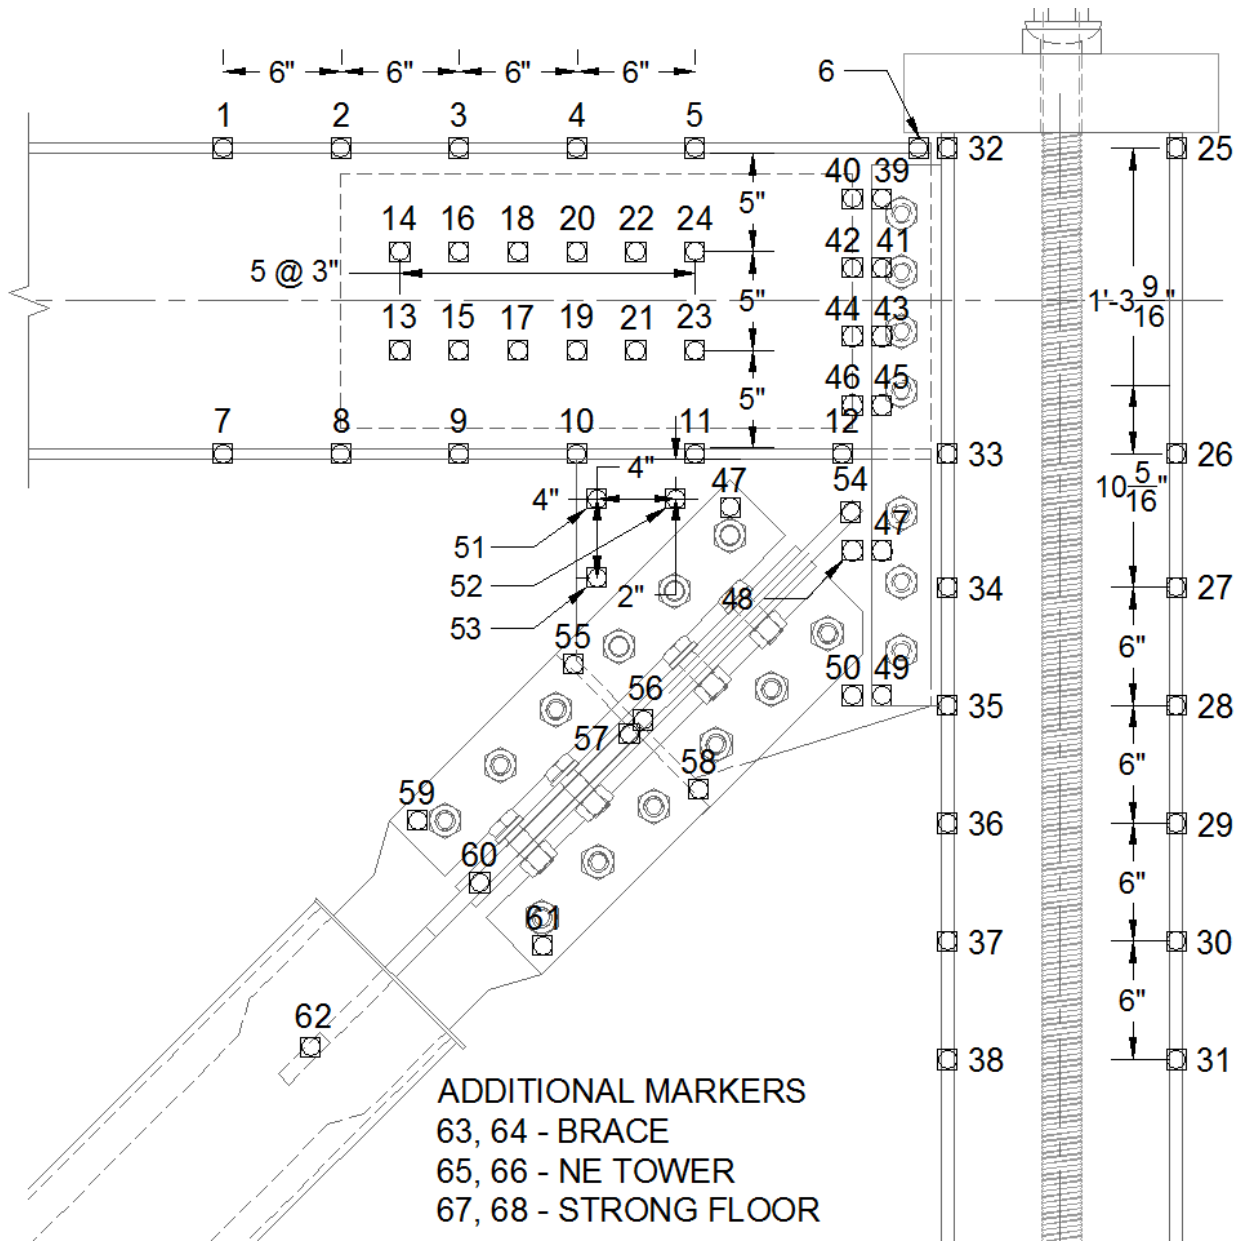 6" 6" 6" 6" 6
1 2 3 4 5
32 25
40 39
5"
14 16 18 20 22 24
42 41
5 @ 3"
5" 1'-3 9/16"
13 15 17 19 21 23 44 43
5" 46 45
7 8 9 10 11 12
33 26
4" 47 54
4" 10 5/16"
51 47
52 2" 48 34 27
53
6"
55 50 49
56 35 28
57
58 6"
59 36 29
60 6"
61 37 30
6"
62
38 31
ADDITIONAL MARKERS
63, 64 - BRACE
65, 66 - NE TOWER
67, 68 - STRONG FLOOR